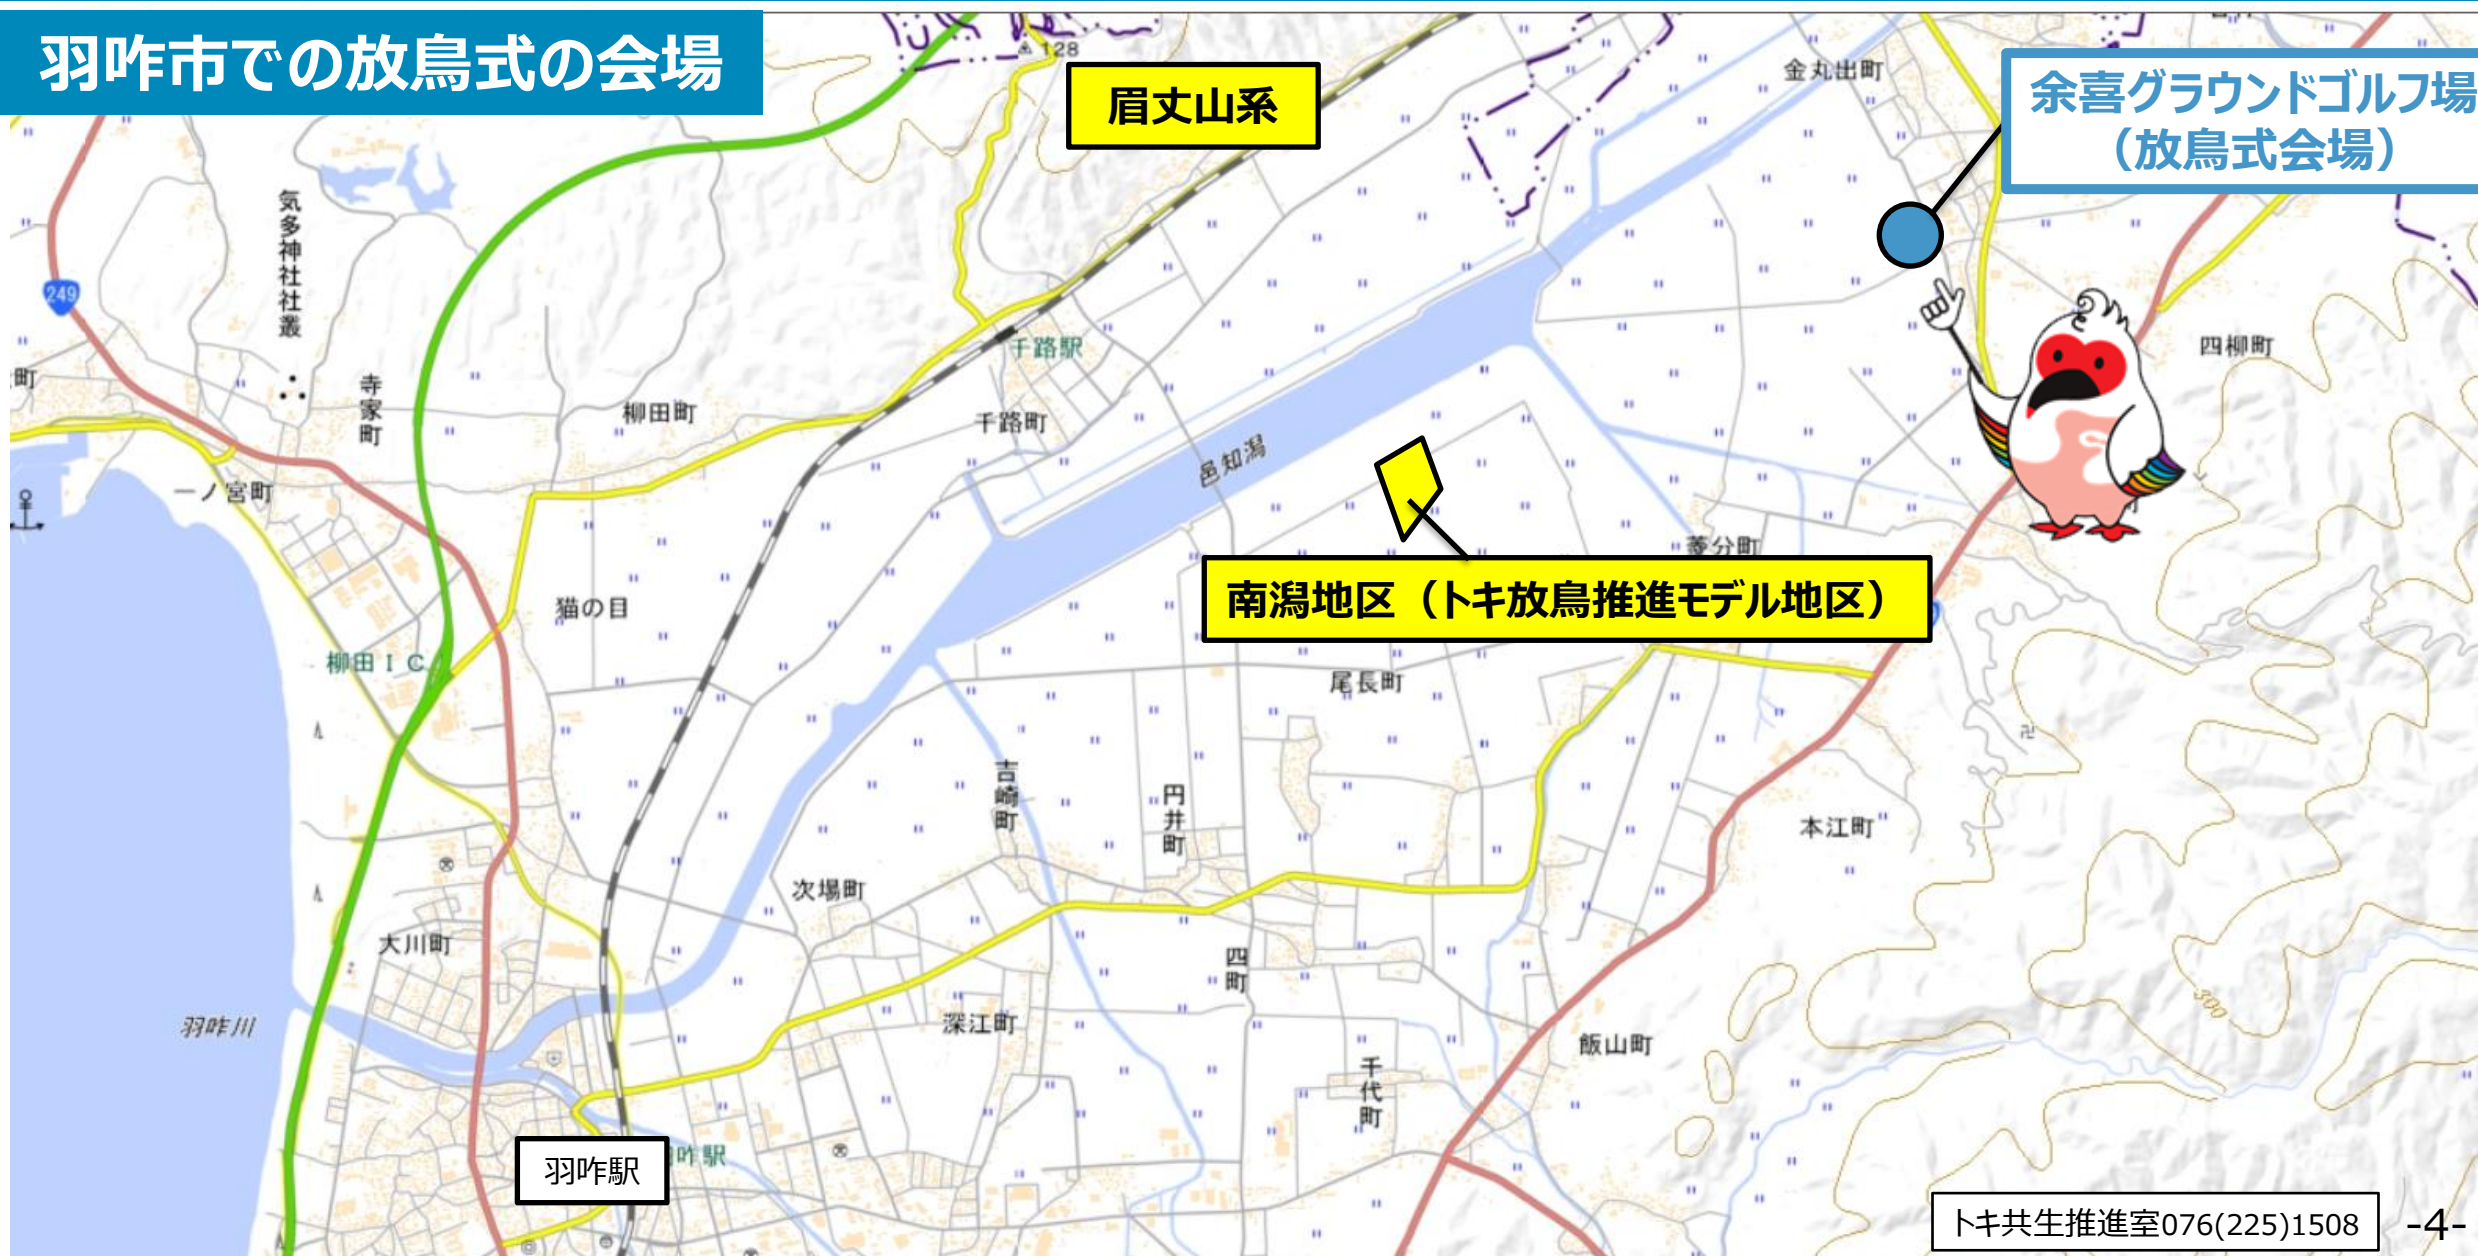 羽咋市での放鳥式の会場
128
眉丈山系
金丸出町
余喜グラウンドゴルフ場
（放鳥式会場）
気多神社社叢
249
千路駅
四柳町
町
寺家町
柳田町
千路町
邑知潟
一ノ宮町
菱分町
猫の目
南潟地区（トキ放鳥推進モデル地区）
柳田ＩＣ
尾長町
吉崎町
円井町
本江町
次場町
大川町
四町
300
羽咋川
深江町
飯山町
千代町
羽咋駅
咋駅
トキ共生推進室076(225)1508
-4-